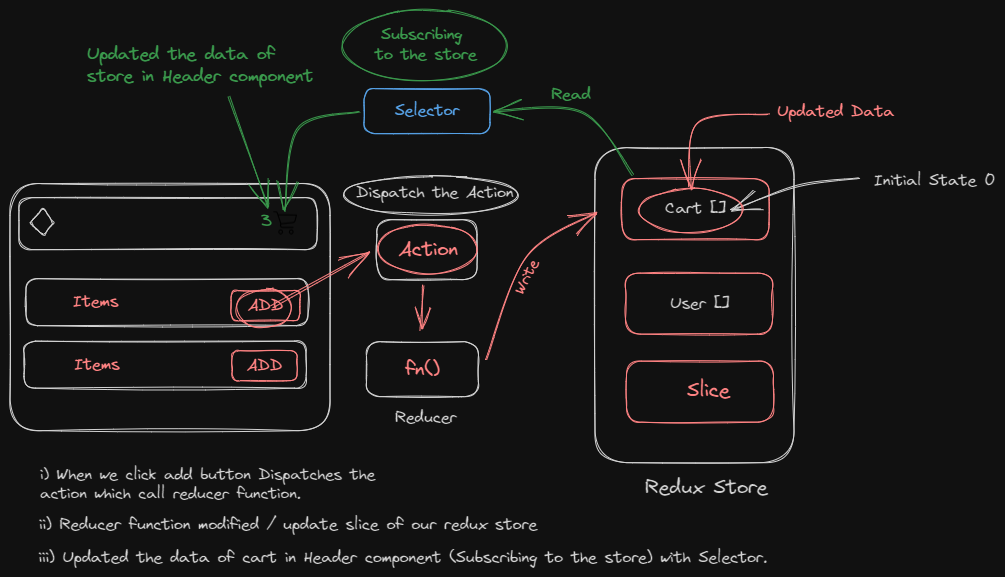 Subscribing
to the store
Updated the data of
store in Header component
Selector
Read
Updated Data
Initial State 0
Dispatch the Action
3
Cart []
Action
Items
ADD
Write
User []
Items
ADD
fn()
Slice
Reducer
Redux Store
i) When we click add button Dispatches the
action which call reducer function.
ii) Reducer function modified / update slice of our redux store
iii) Updated the data of cart in Header component (Subscribing to the store) with Selector.